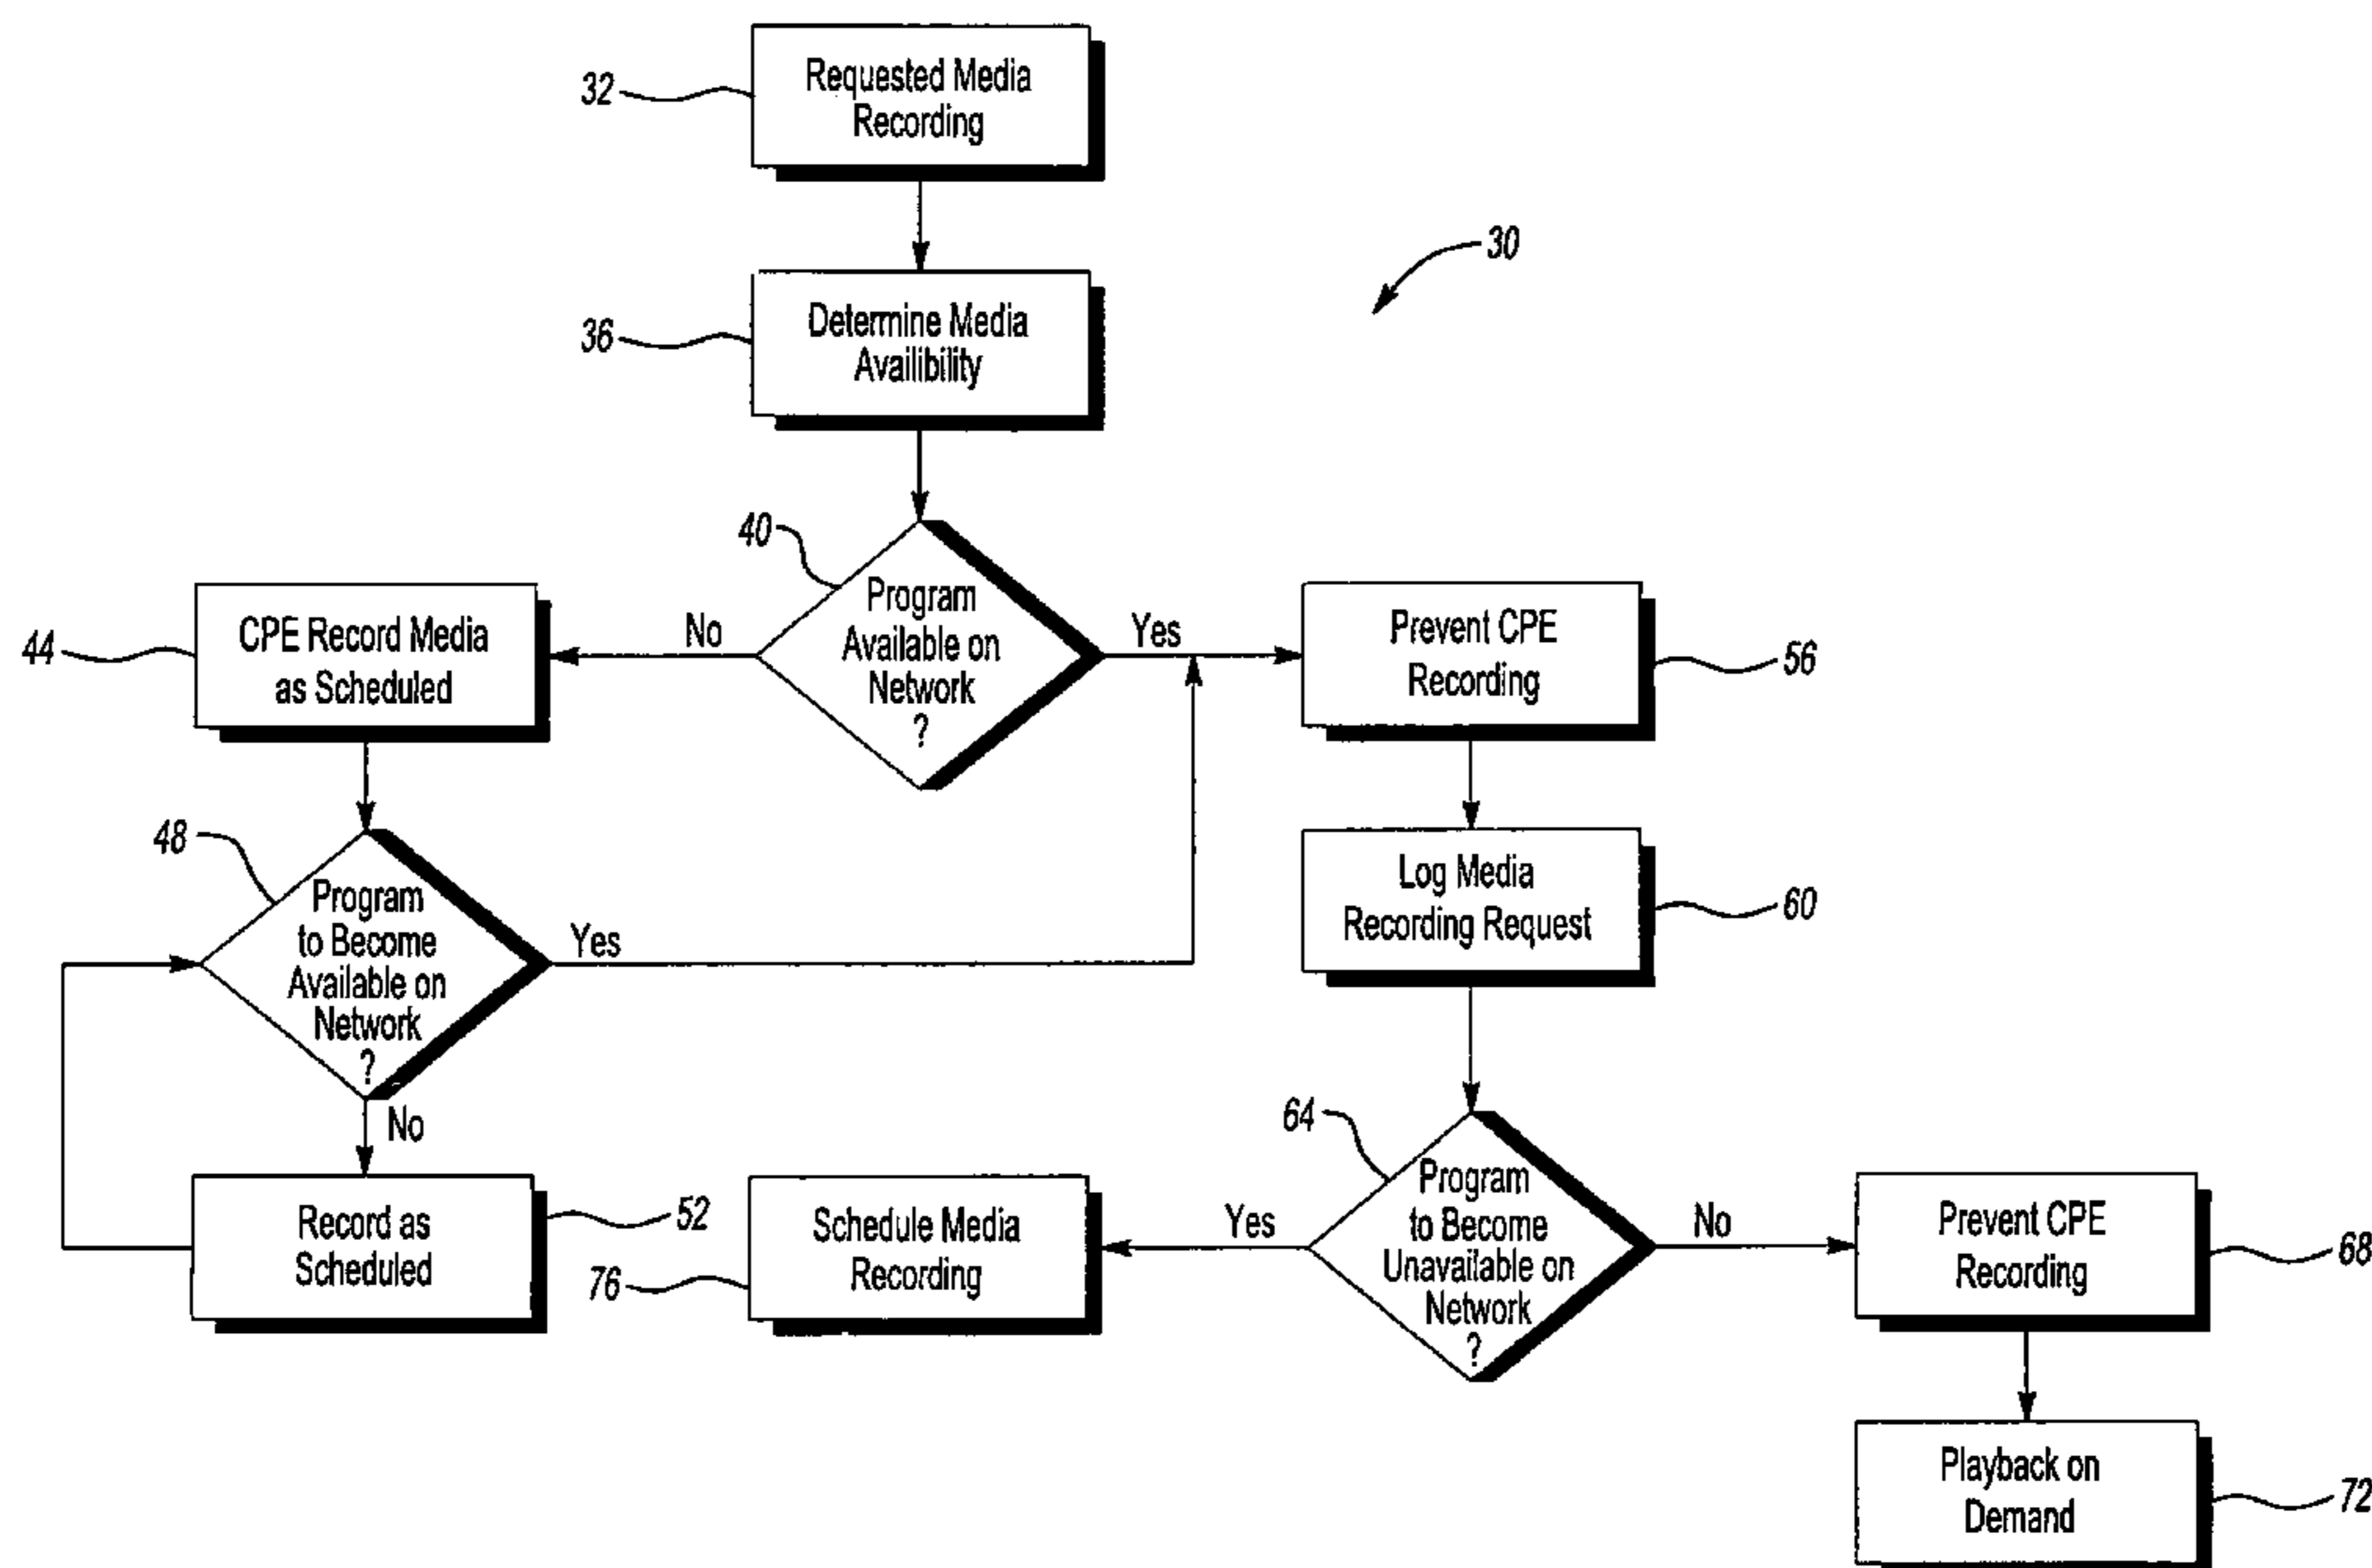 32
Requested Media
Recording
30
36
Determine Media
Availibility
40
Program
Available on
Network
?
No
Yes
44
CPE Record Media
as Scheduled
Prevent CPE
Recording
56
48
Program
to Become
Available on
Network
?
Yes
No
Log Media
Recording Request
60
Record as
Scheduled
52
64
Program
to Become
Unavailable on
Network
?
Yes
No
Schedule Media
Recording
76
Prevent CPE
Recording
68
Playback on
Demand
72